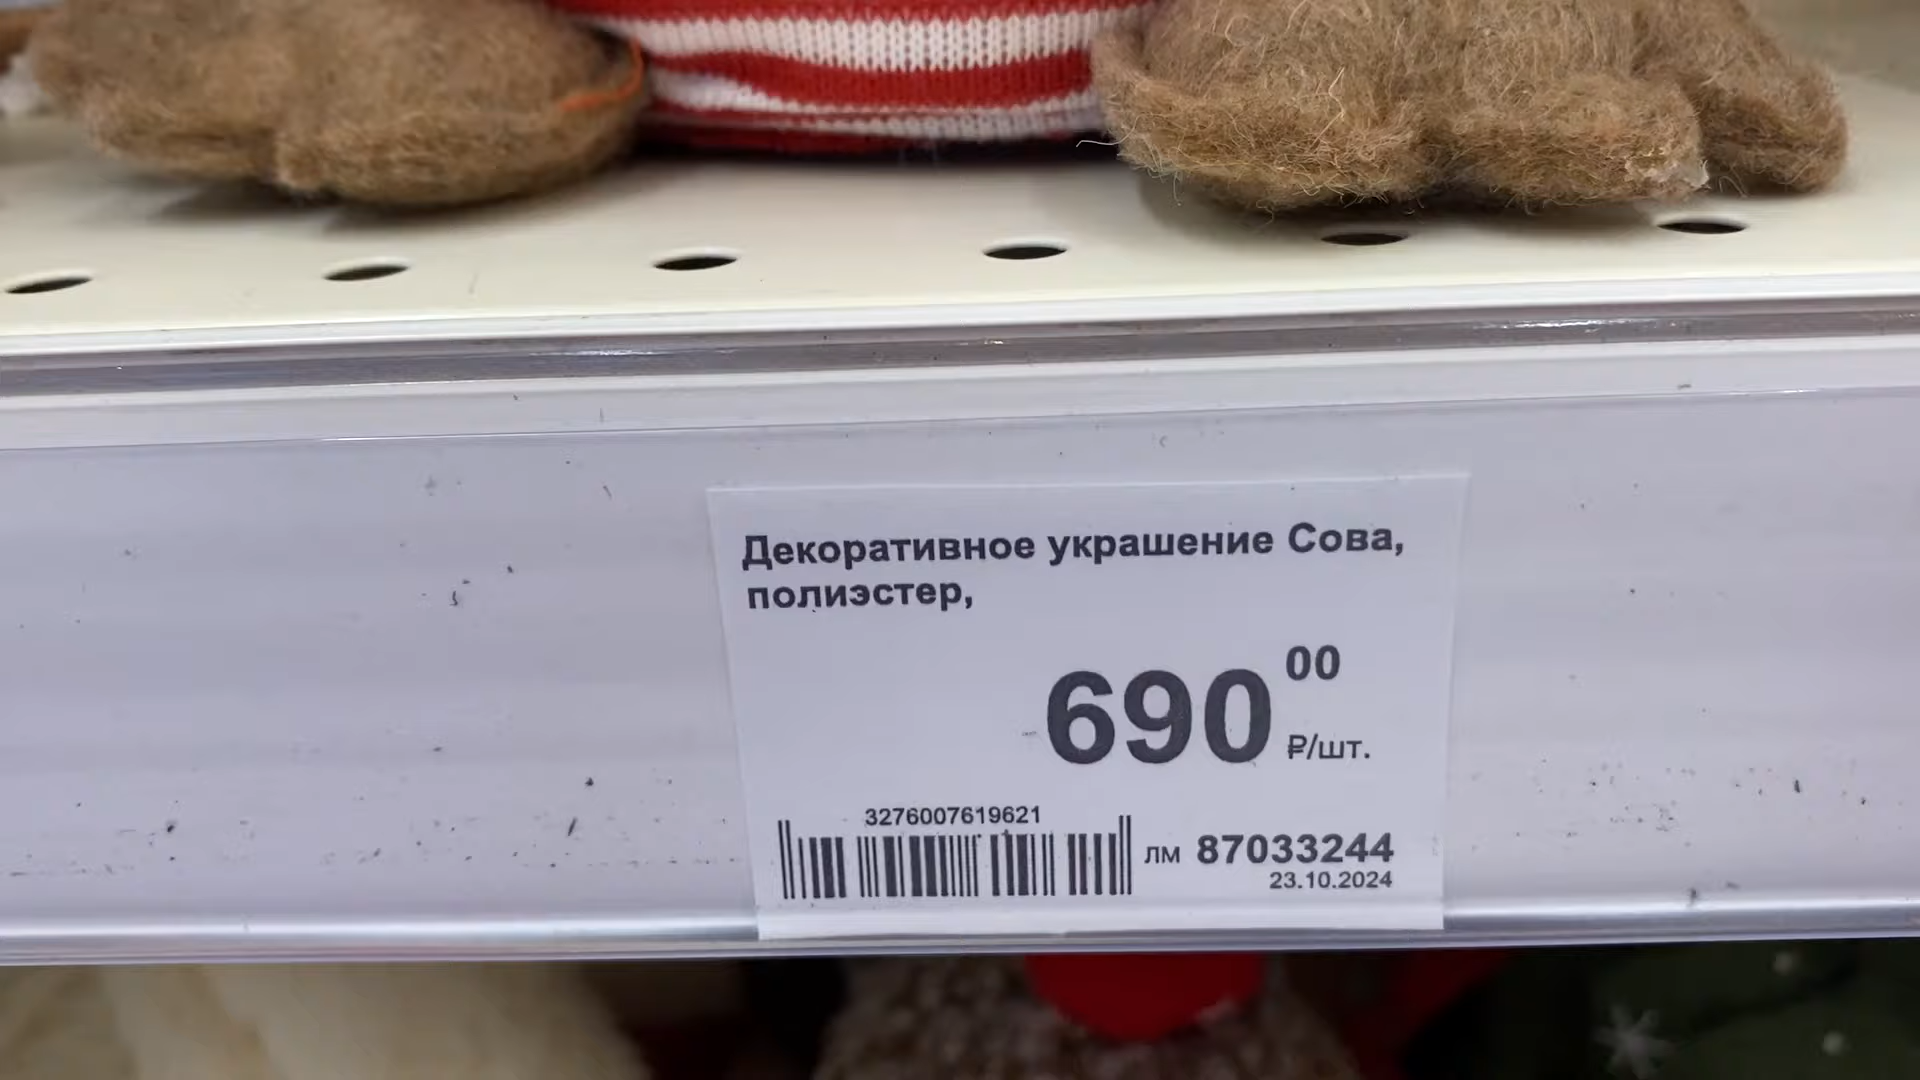 Декоративное украшение Сова,
полиэстер,
690 00
₽/шт.
3276007619621
лм 87033244
23.10.2024